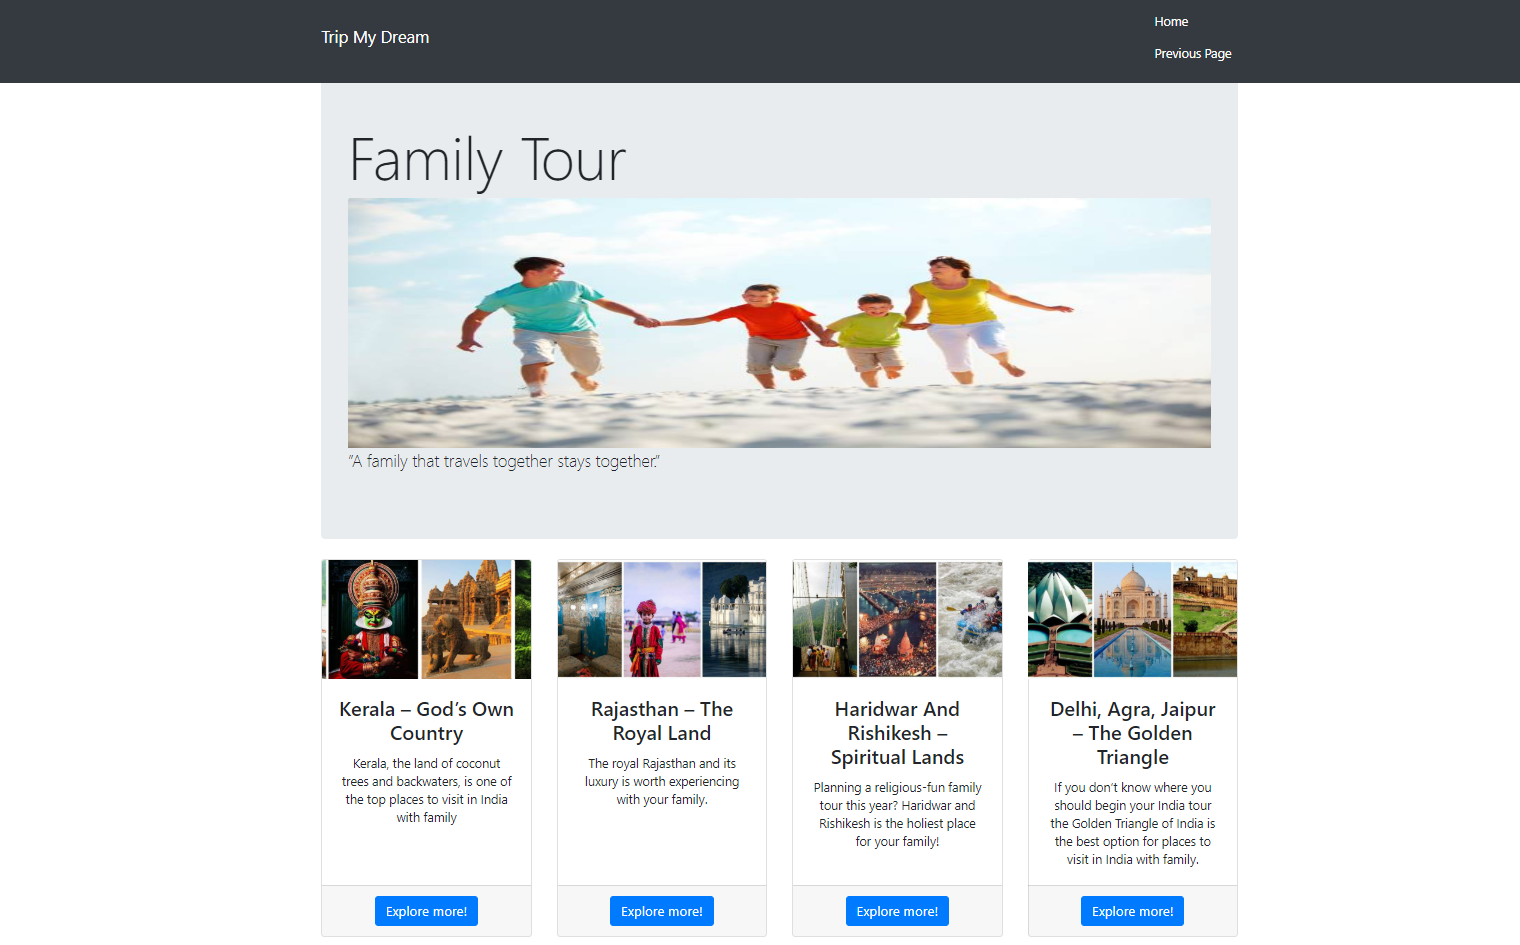 Trip My Dream
Home
Previous Page
Family Tour
"A family that travels together stays together."
Kerala – God’s Own
Country
Kerala, the land of coconut
trees and backwaters, is one of
the top places to visit in India
with family
Explore more!
Rajasthan – The
Royal Land
The royal Rajasthan and its
luxury is worth experiencing
with your family.
Explore more!
Haridwar And
Rishikesh –
Spiritual Lands
Planning a religious-fun family
tour this year? Haridwar and
Rishikesh is the holiest place
for your family!
Explore more!
Delhi, Agra, Jaipur
– The Golden
Triangle
If you don’t know where you
should begin your India tour
the Golden Triangle of India is
the best option for places to
visit in India with family.
Explore more!